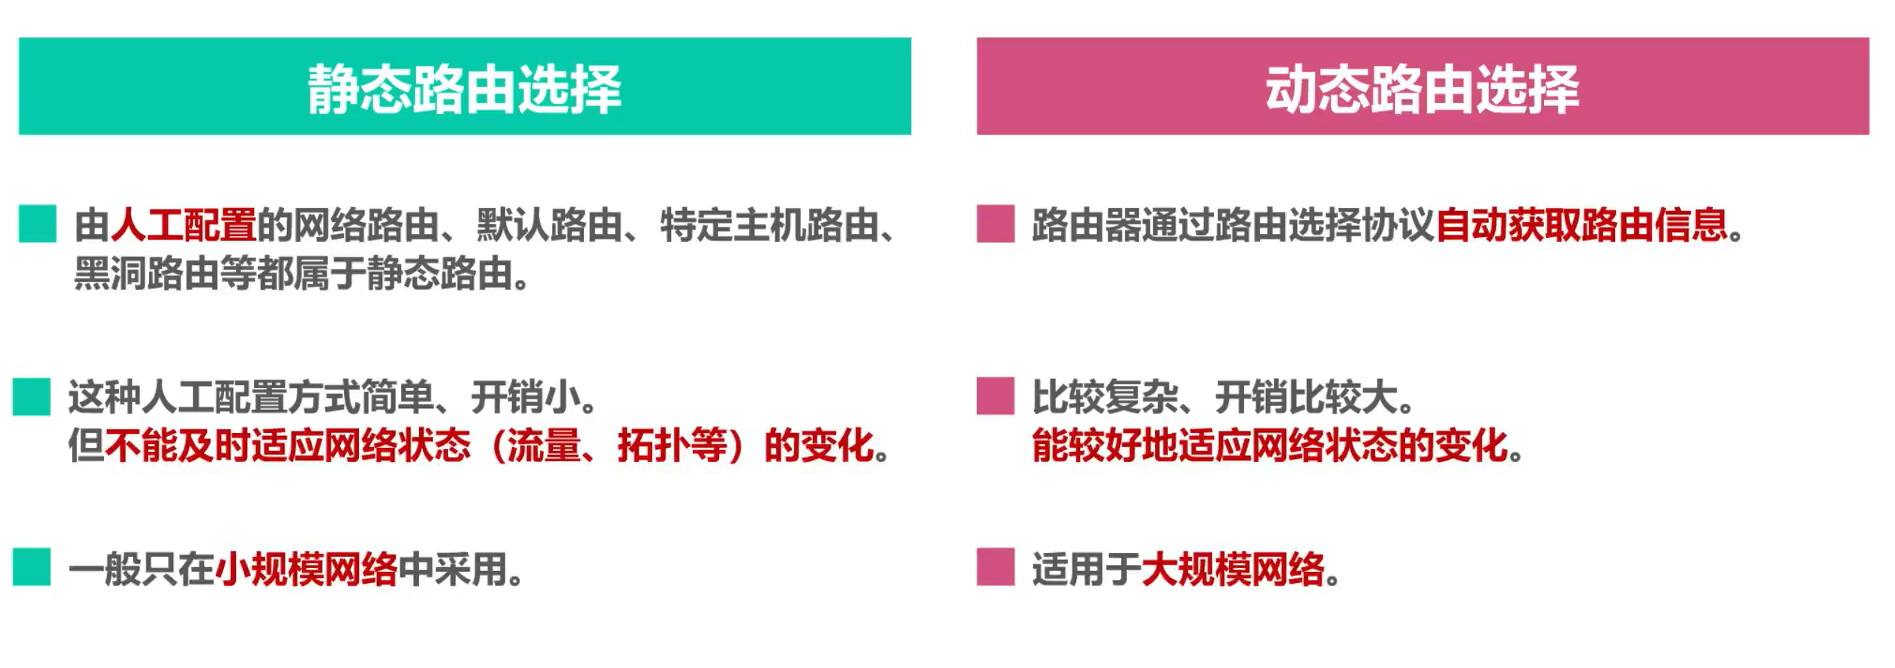 静态路由选择
由人工配置的网络路由、默认路由、特定主机路由、
黑洞路由等都属于静态路由。
这种人工配置方式简单、开销小。
但不能及时适应网络状态（流量、拓扑等）的变化。
一般只在小规模网络中采用。
动态路由选择
路由器通过路由选择协议自动获取路由信息。
比较复杂、开销比较大。
能较好地适应网络状态的变化。
适用于大规模网络。